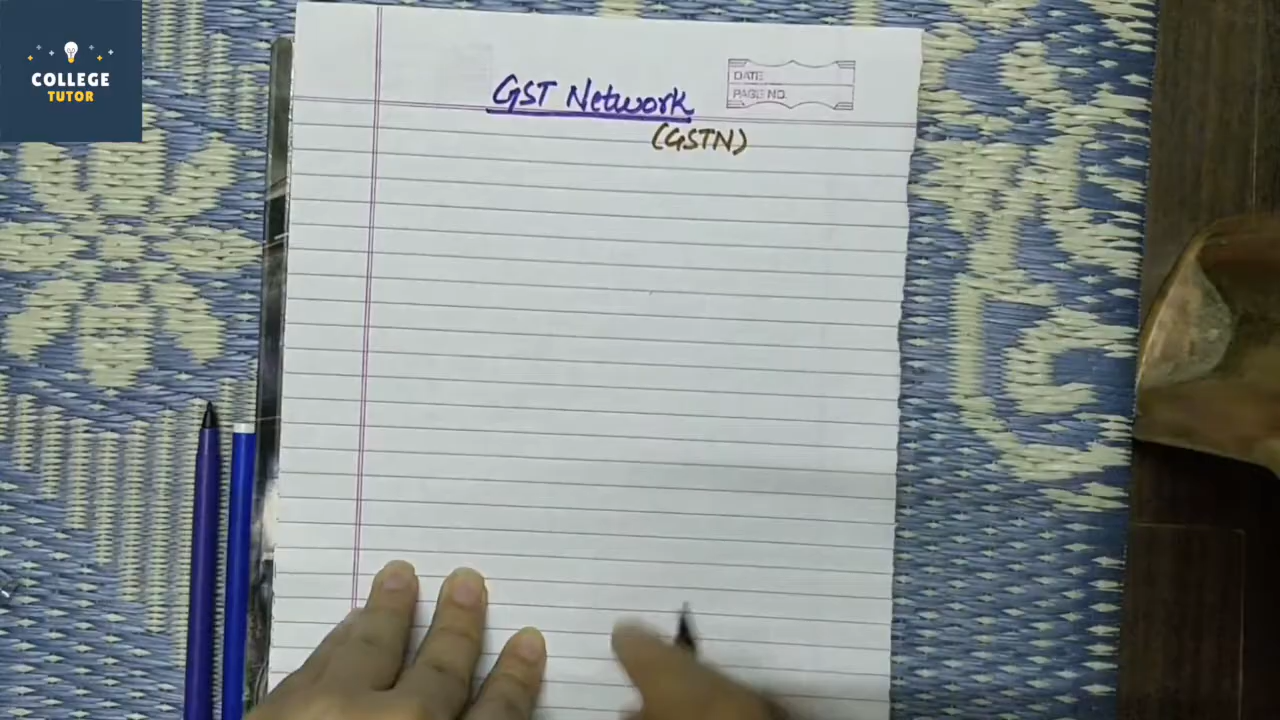 COLLEGE
TUTOR
GST Network
(GSTN)
DATE
PAGE NO.